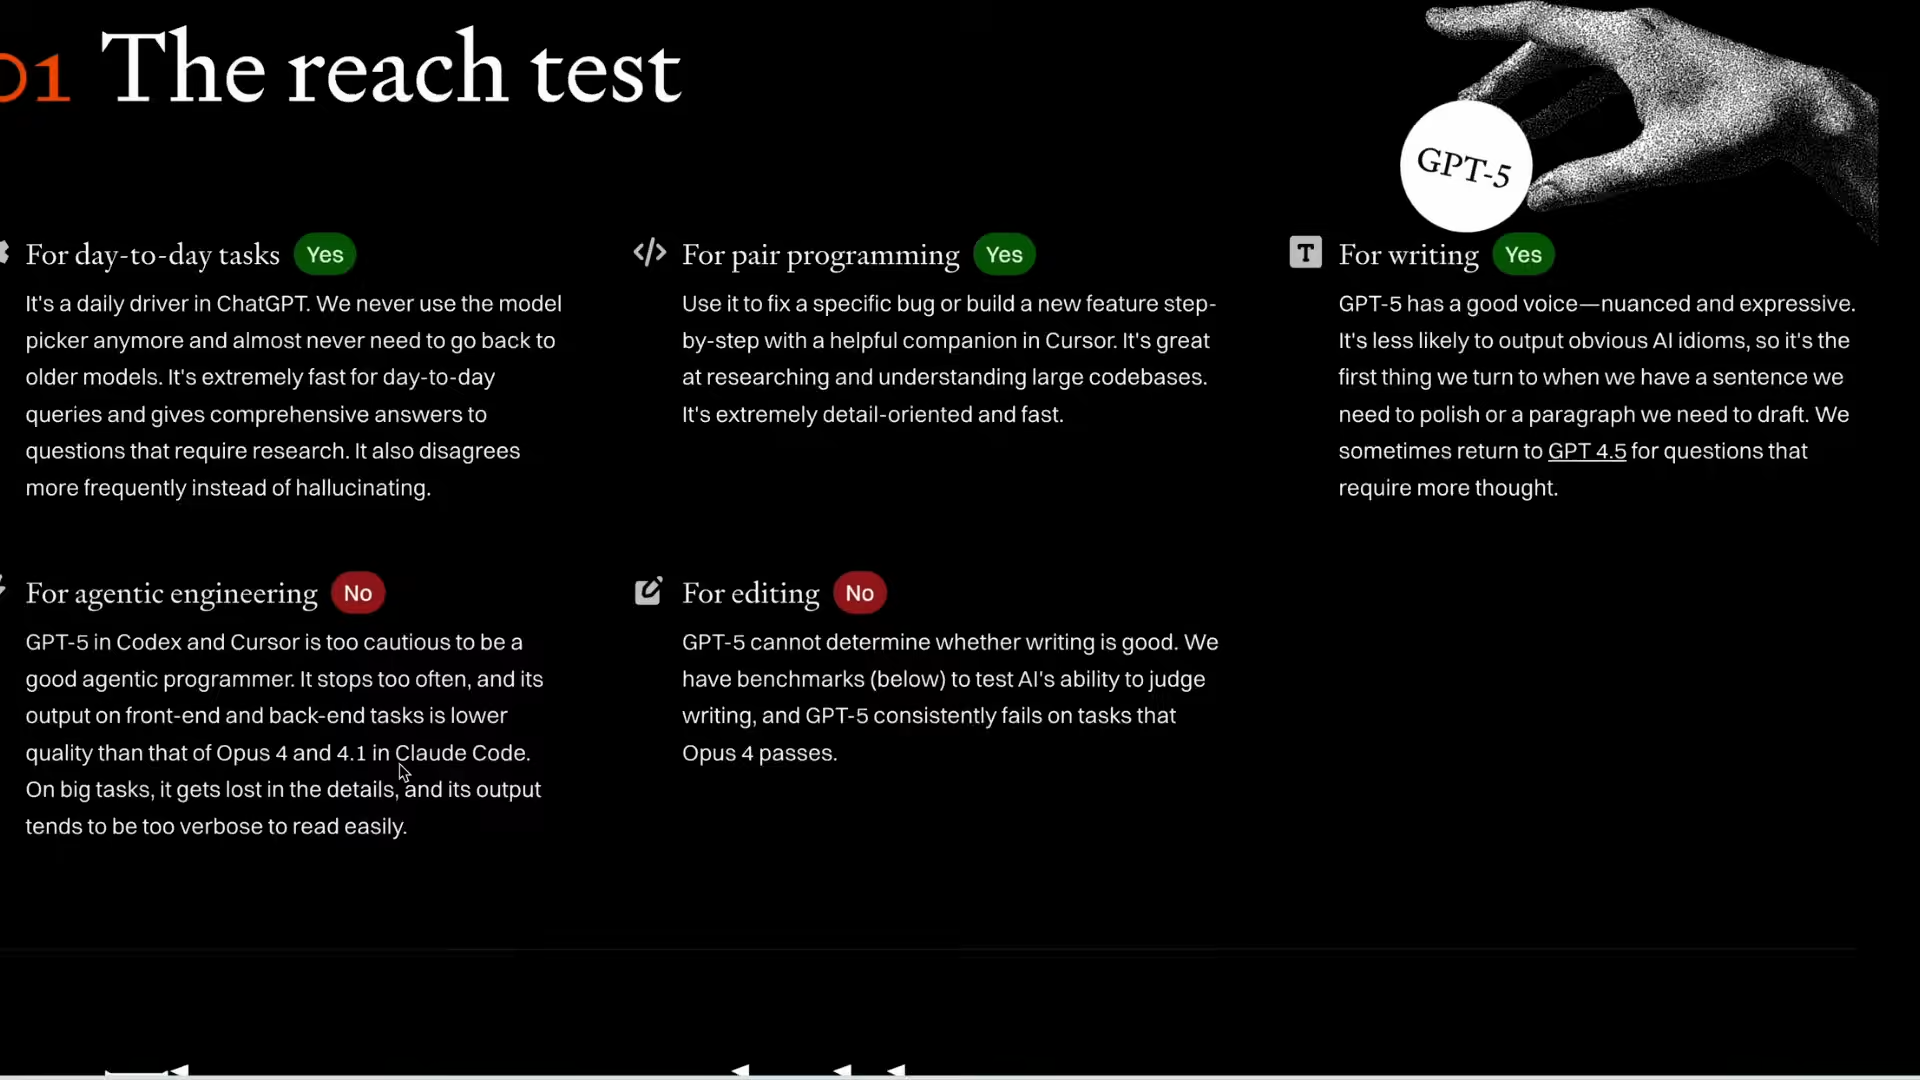 01 The reach test
GPT-5
For day-to-day tasks Yes
It's a daily driver in ChatGPT. We never use the model
picker anymore and almost never need to go back to
older models. It's extremely fast for day-to-day
queries and gives comprehensive answers to
questions that require research. It also disagrees
more frequently instead of hallucinating.
For pair programming Yes
Use it to fix a specific bug or build a new feature step-
by-step with a helpful companion in Cursor. It's great
at researching and understanding large codebases.
It's extremely detail-oriented and fast.
For writing Yes
GPT-5 has a good voice—nuanced and expressive.
It's less likely to output obvious AI idioms, so it's the
first thing we turn to when we have a sentence we
need to polish or a paragraph we need to draft. We
sometimes return to GPT 4.5 for questions that
require more thought.
For agentic engineering No
GPT-5 in Codex and Cursor is too cautious to be a
good agentic programmer. It stops too often, and its
output on front-end and back-end tasks is lower
quality than that of Opus 4 and 4.1 in Claude Code.
On big tasks, it gets lost in the details, and its output
tends to be too verbose to read easily.
For editing No
GPT-5 cannot determine whether writing is good. We
have benchmarks (below) to test AI's ability to judge
writing, and GPT-5 consistently fails on tasks that
Opus 4 passes.